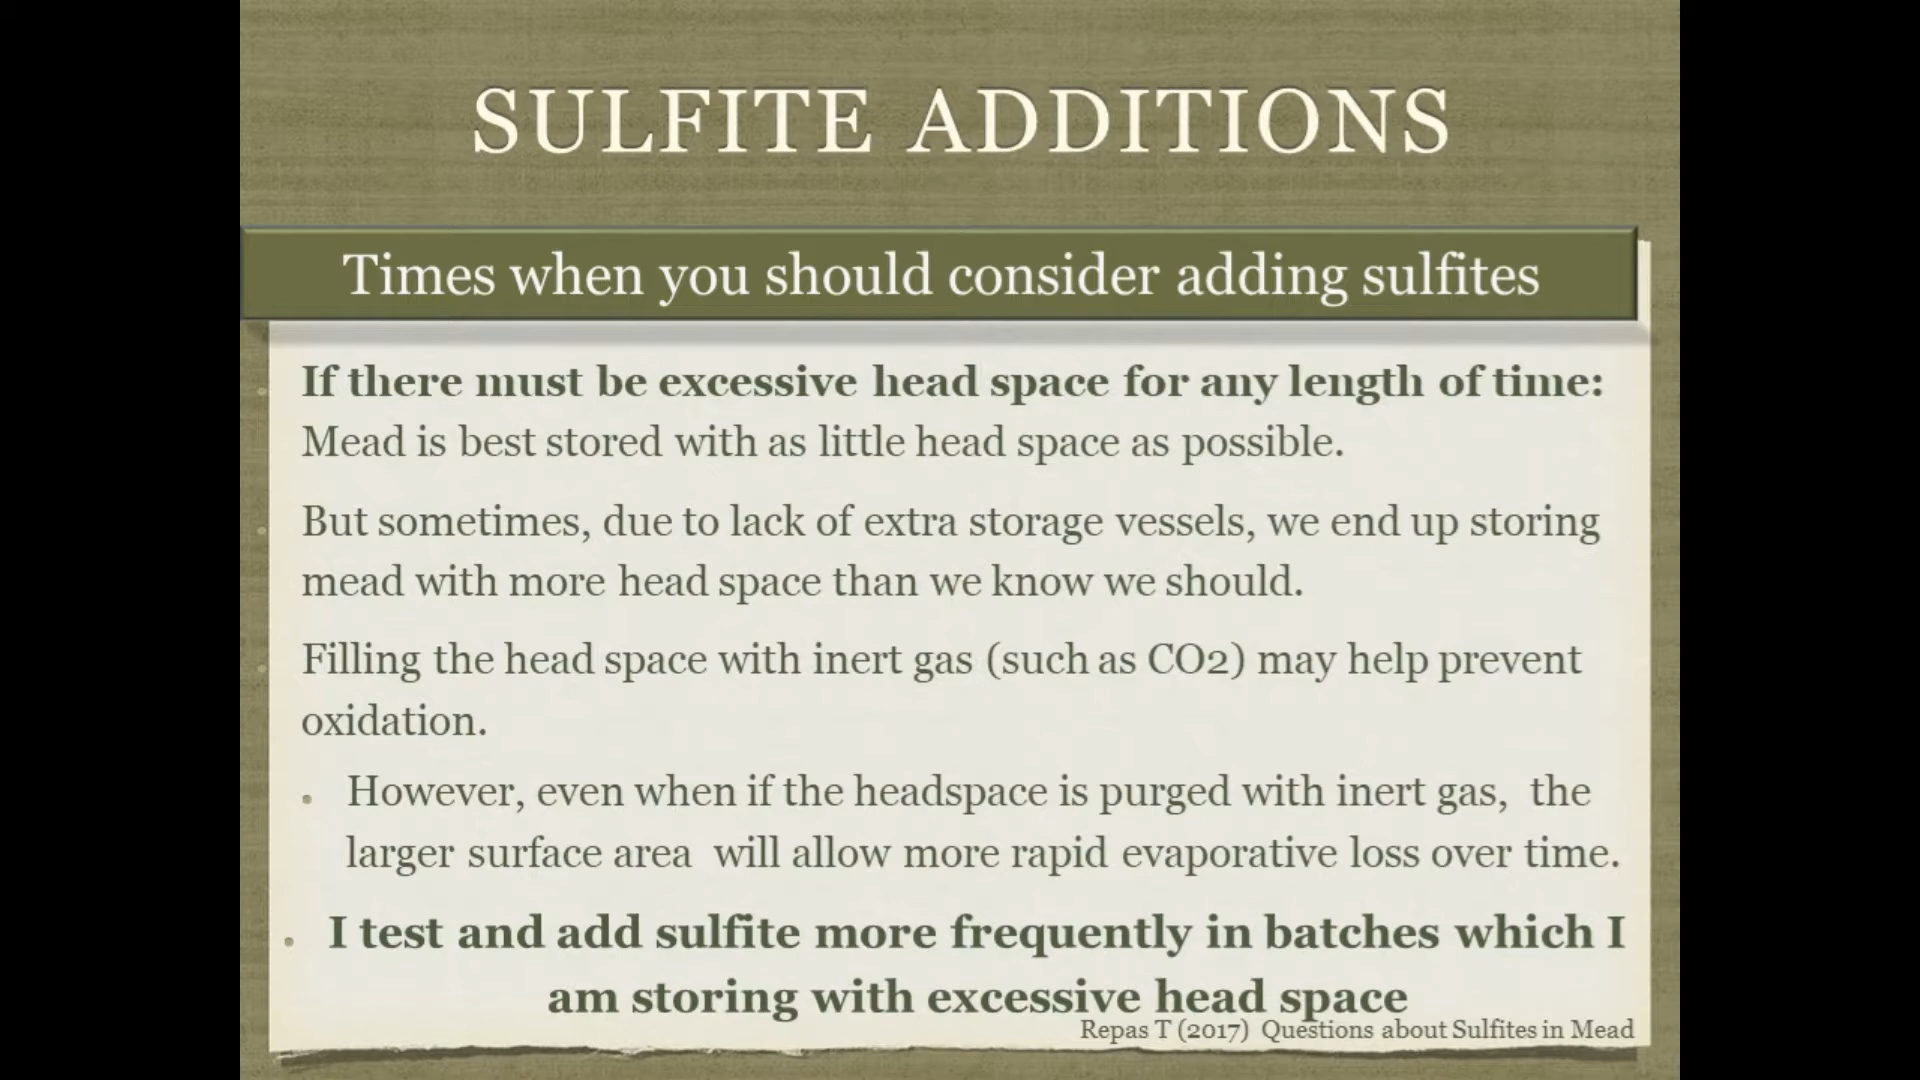 SULFITE ADDITIONS
Times when you should consider adding sulfites
If there must be excessive head space for any length of time:
Mead is best stored with as little head space as possible.
But sometimes, due to lack of extra storage vessels, we end up storing
mead with more head space than we know we should.
Filling the head space with inert gas (such as CO2) may help prevent
oxidation.
However, even when if the headspace is purged with inert gas, the
larger surface area will allow more rapid evaporative loss over time.
I test and add sulfite more frequently in batches which I
am storing with excessive head space
Repas T (2017) Questions about Sulfites in Mead